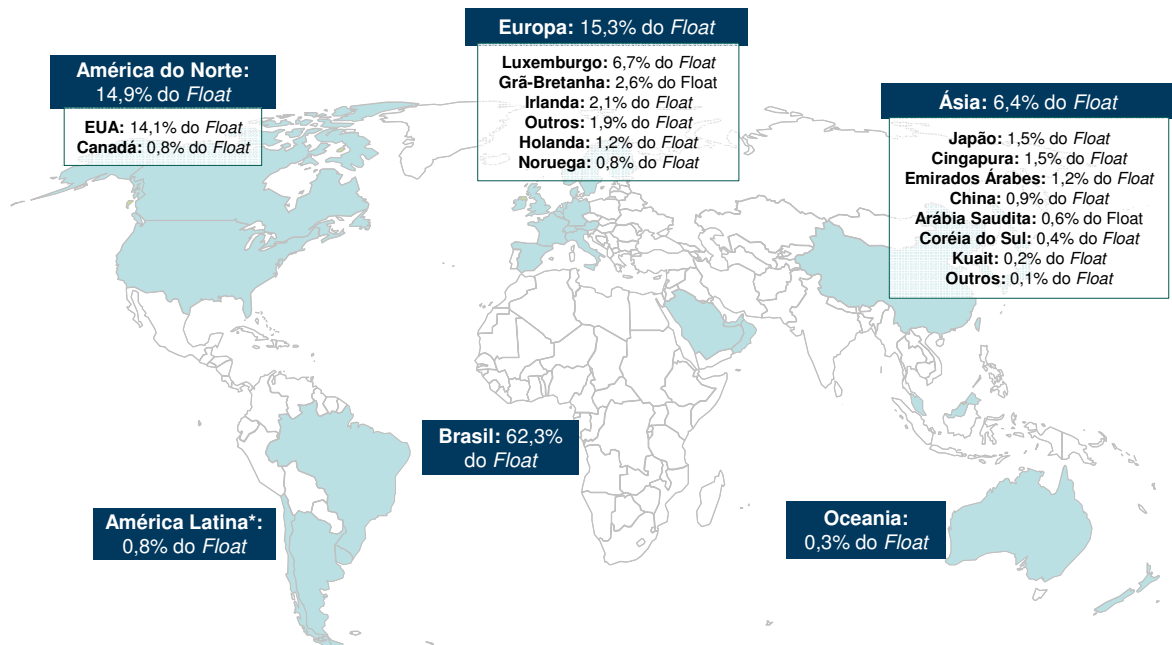 Europa: 15,3% do Float
Luxemburgo: 6,7% do Float
Grã-Bretanha: 2,6% do Float
Irlanda: 2,1% do Float
Outros: 1,9% do Float
Holanda: 1,2% do Float
Noruega: 0,8% do Float
América do Norte:
14,9% do Float
EUA: 14,1% do Float
Canadá: 0,8% do Float
Ásia: 6,4% do Float
Japão: 1,5% do Float
Cingapura: 1,5% do Float
Emirados Árabes: 1,2% do Float
China: 0,9% do Float
Arábia Saudita: 0,6% do Float
Coréia do Sul: 0,4% do Float
Kuait: 0,2% do Float
Outros: 0,1% do Float
Brasil: 62,3%
do Float
América Latina*:
0,8% do Float
Oceania:
0,3% do Float